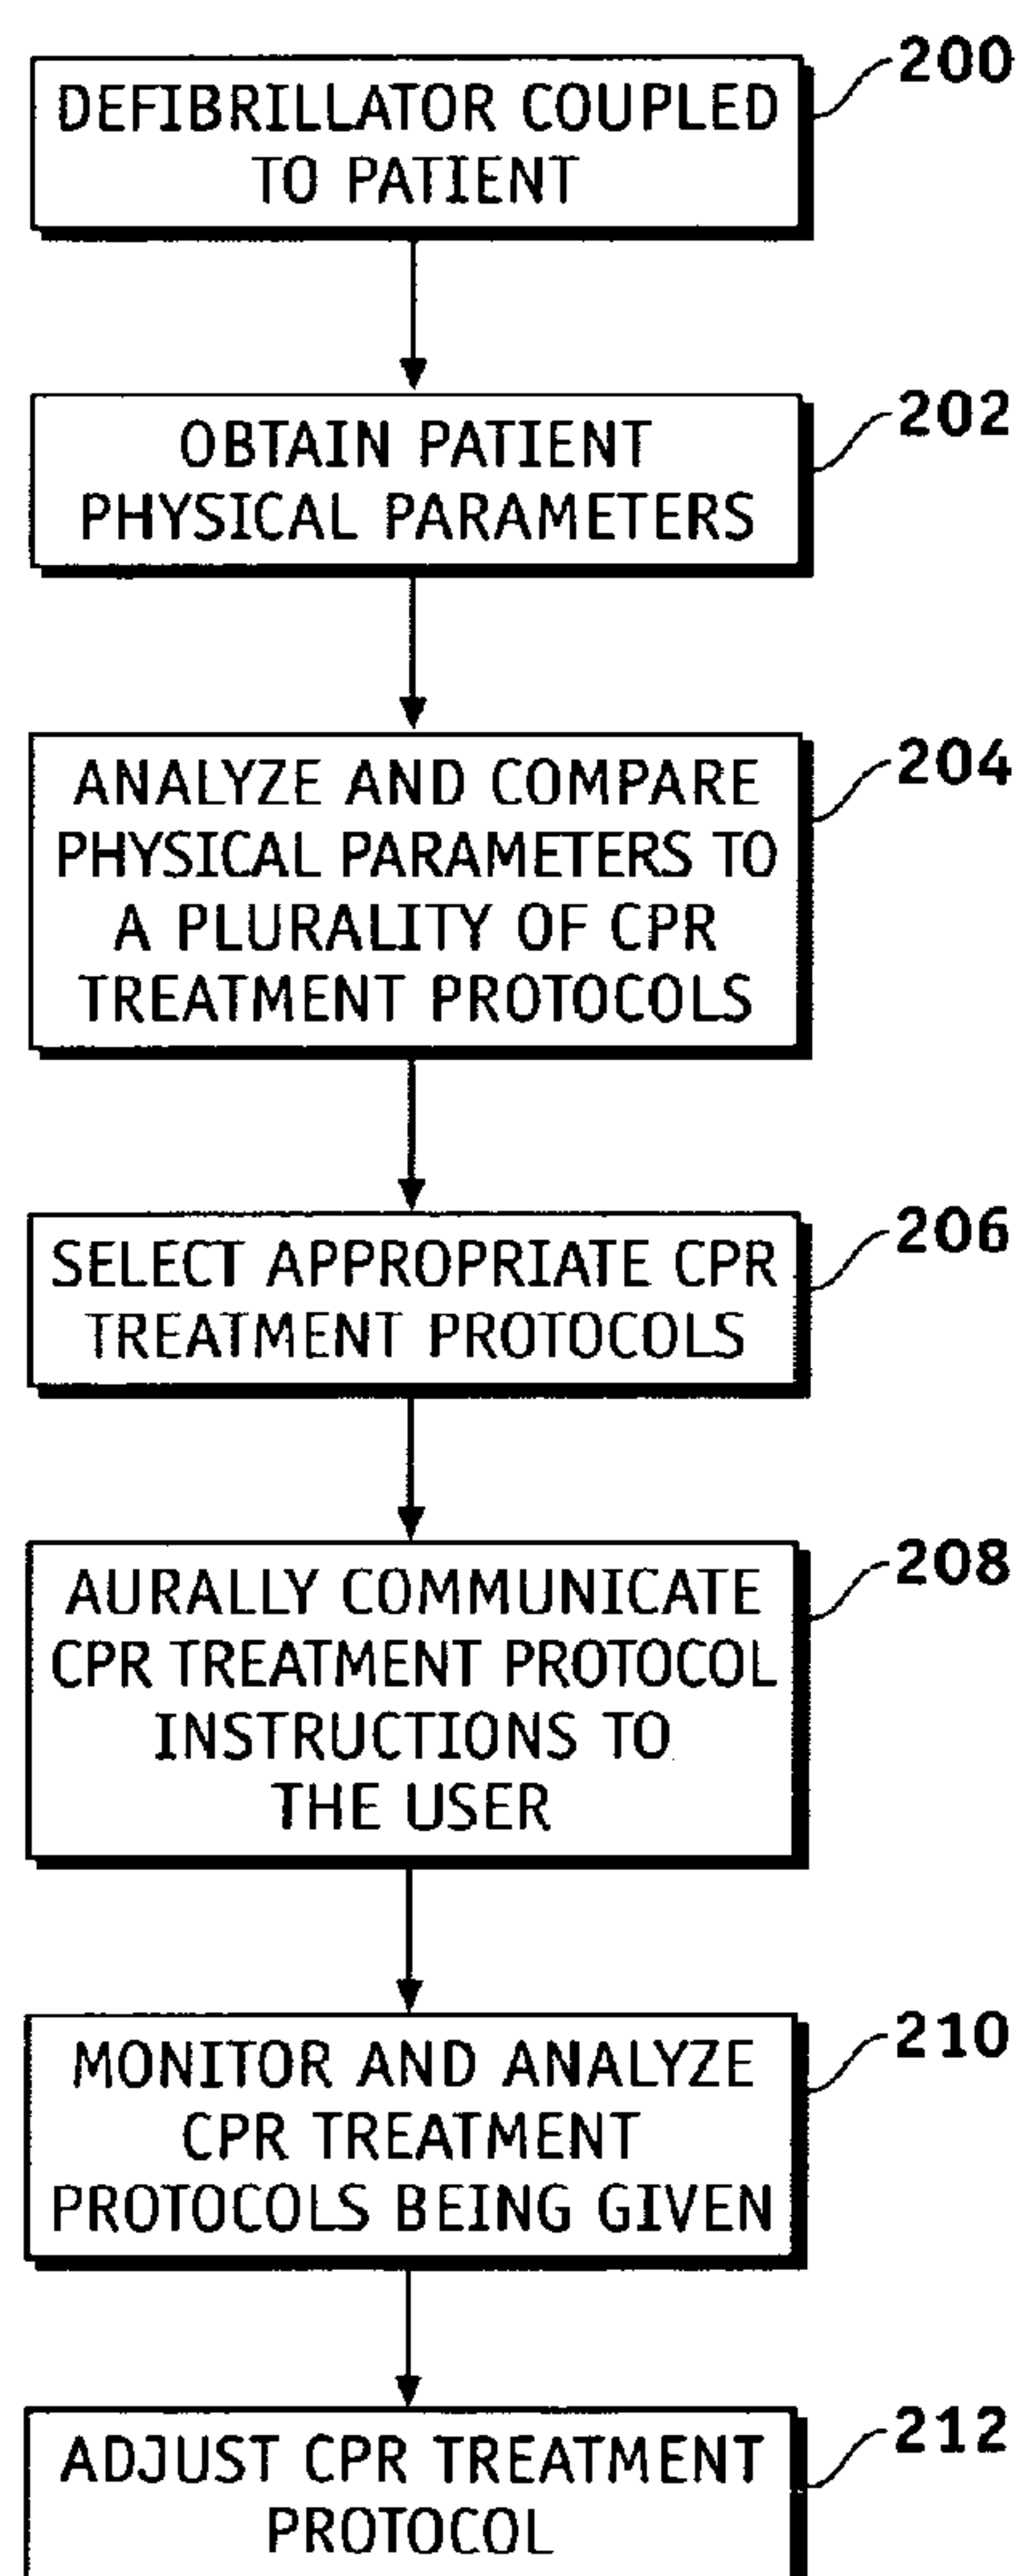 200
DEFIBRILLATOR COUPLED
TO PATIENT
202
OBTAIN PATIENT
PHYSICAL PARAMETERS
204
ANALYZE AND COMPARE
PHYSICAL PARAMETERS TO
A PLURALITY OF CPR
TREATMENT PROTOCOLS
206
SELECT APPROPRIATE CPR
TREATMENT PROTOCOLS
208
AURALLY COMMUNICATE
CPR TREATMENT PROTOCOL
INSTRUCTIONS TO
THE USER
210
MONITOR AND ANALYZE
CPR TREATMENT
PROTOCOLS BEING GIVEN
212
ADJUST CPR TREATMENT
PROTOCOL